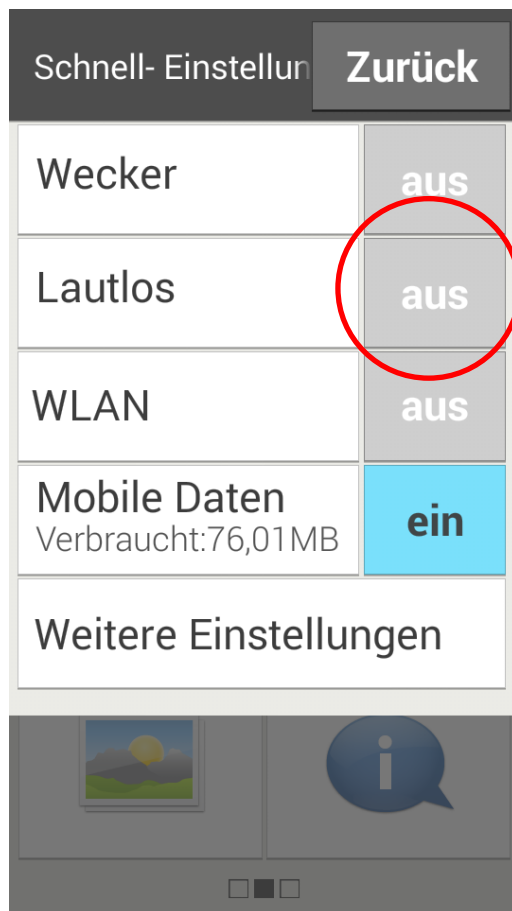 Schnell- Einstellun
Zurück
Wecker
aus
Lautlos
aus
WLAN
aus
Mobile Daten
Verbraucht:76,01MB
ein
Weitere Einstellungen
i